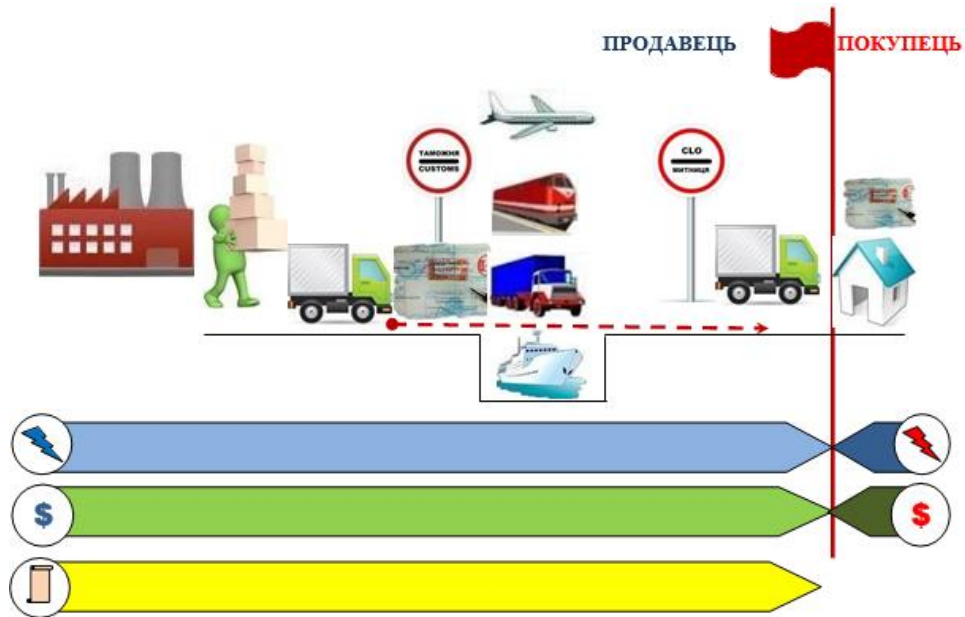 ПРОДАВЕЦЬ
ПОКУПЕЦЬ
ТАМОЖНЯ
CUSTOMS
CLO
МИТНИЦЯ
$
$